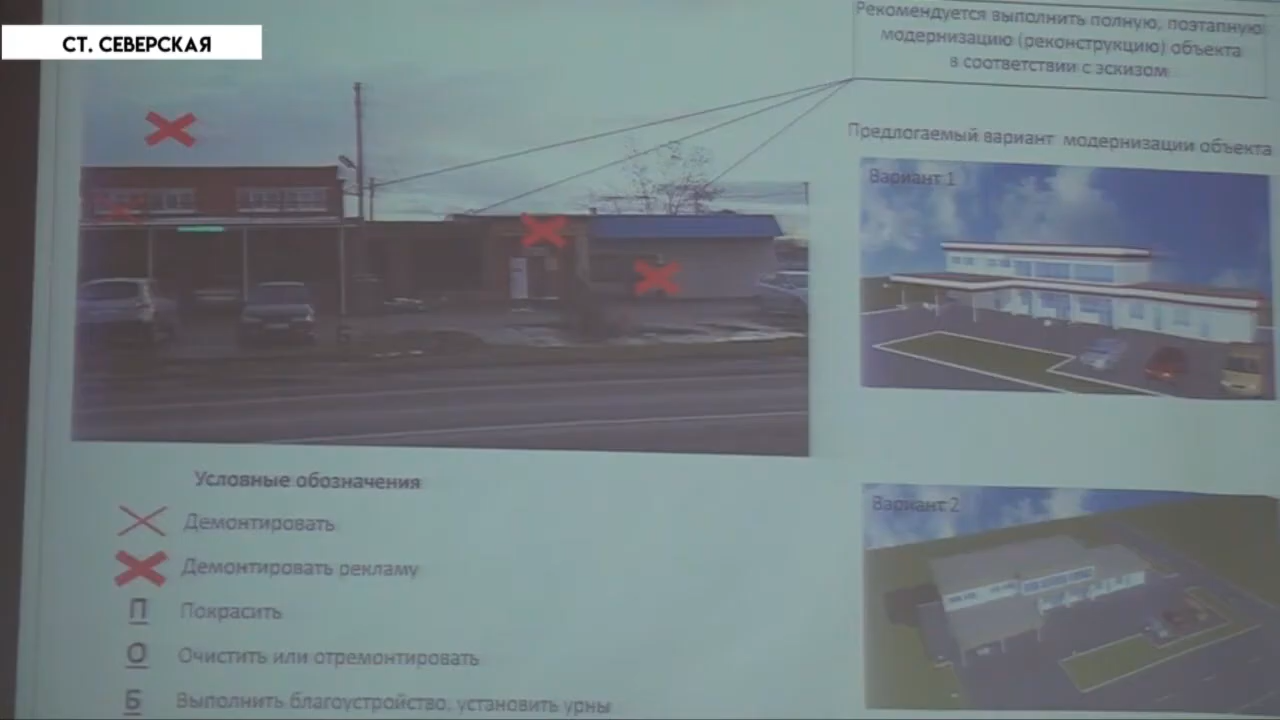 СТ. СЕВЕРСКАЯ
Рекомендуется выполнить полную, поэтапную
модернизацию (реконструкцию) объекта
в соответствии с эскизом
Предлогаемый вариант модернизации объекта
Вариант 1
Условные обозначения
Демонтировать
Демонтировать рекламу
П Покрасить
О Очистить или отремонтировать
Б Выполнить благоустройство, установить урны
Вариант 2